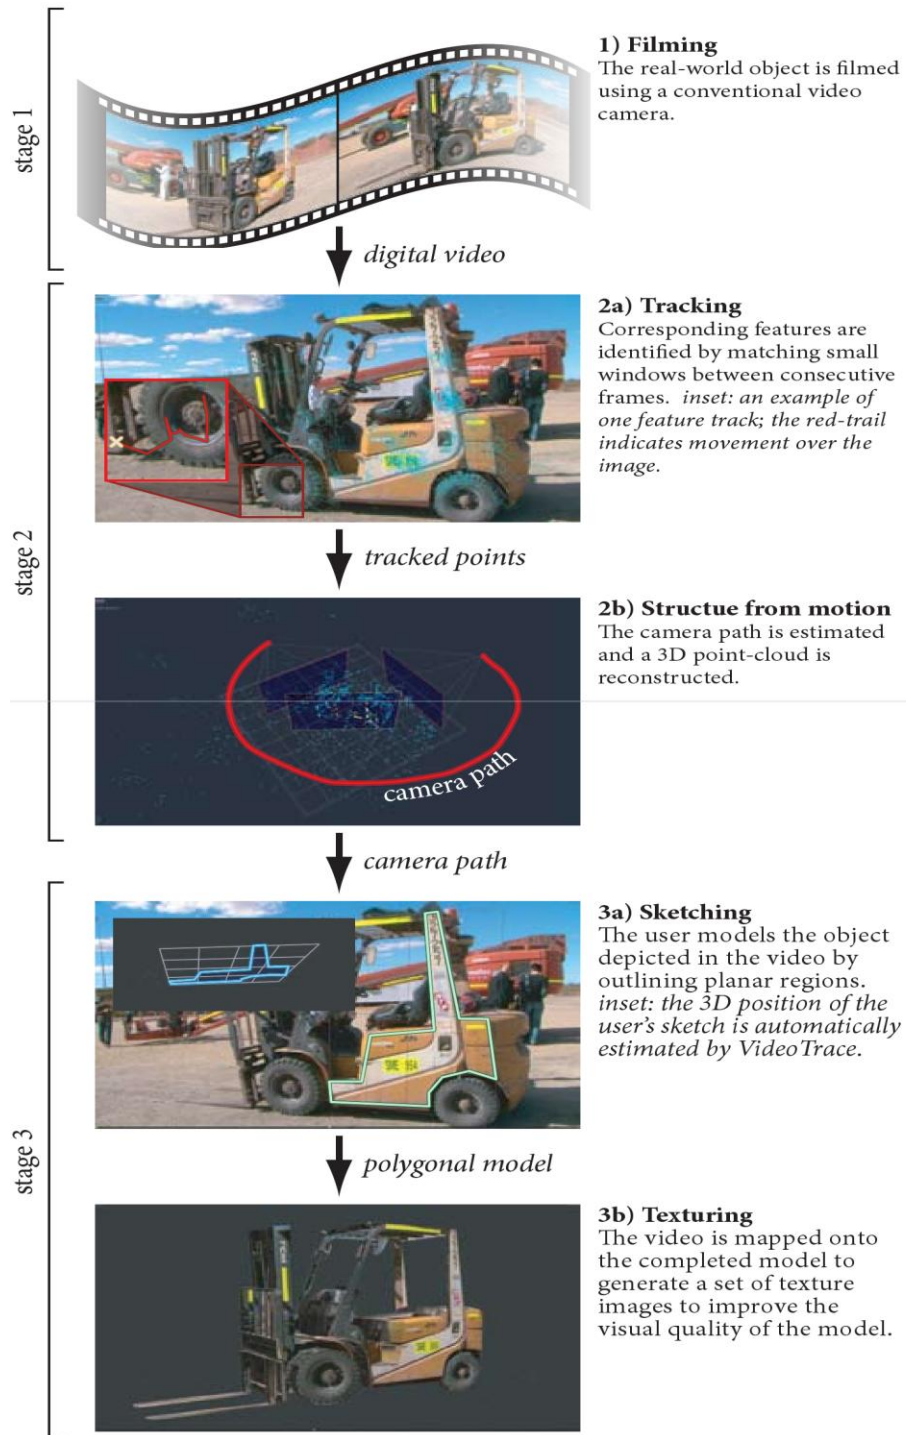 stage 1
1) Filming
The real-world object is filmed
using a conventional video
camera.
digital video
stage 2
2a) Tracking
Corresponding features are
identified by matching small
windows between consecutive
frames. inset: an example of
one feature track; the red-trail
indicates movement over the
image.
tracked points
2b) Structue from motion
The camera path is estimated
and a 3D point-cloud is
reconstructed.
camera path
camera path
stage 3
3a) Sketching
The user models the object
depicted in the video by
outlining planar regions.
inset: the 3D position of the
user's sketch is automatically
estimated by VideoTrace.
polygonal model
3b) Texturing
The video is mapped onto
the completed model to
generate a set of texture
images to improve the
visual quality of the model.